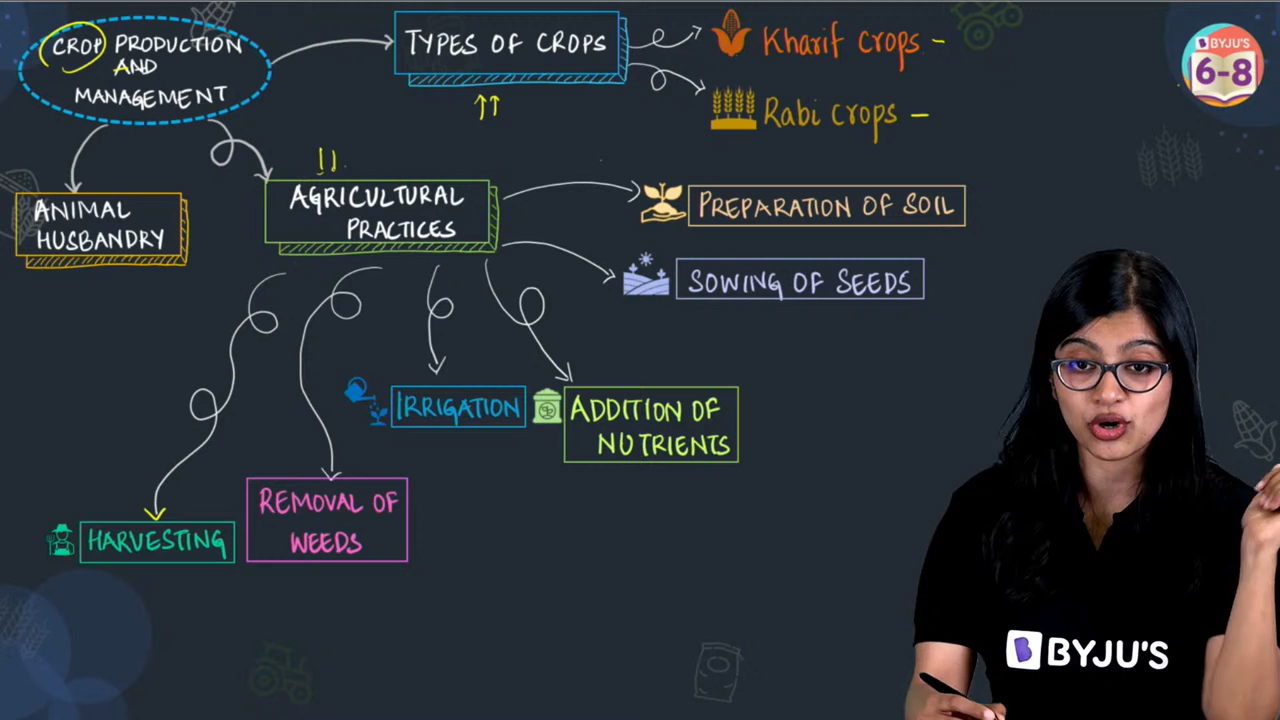 CROP PRODUCTION
AND
MANAGEMENT
TYPES OF CROPS
Kharif crops
Rabi crops
BYJU'S
6-8
ANIMAL
HUSBANDRY
AGRICULTURAL
PRACTICES
PREPARATION OF SOIL
SOWING OF SEEDS
IRRIGATION
ADDITION OF
NUTRIENTS
REMOVAL OF
WEEDS
HARVESTING
BYJU'S